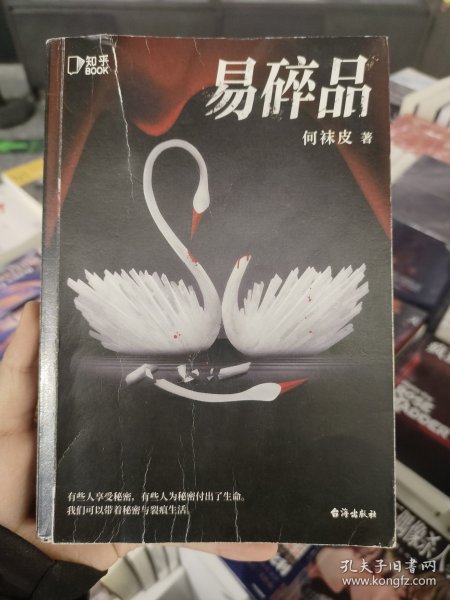 知乎
BOOK
易碎品
何袜皮 著
有些人享受秘密，有些人为秘密付出了生命。
我们可以带着秘密与裂痕生活。
台海出版社
孔夫子旧书网
www.kongfz.com